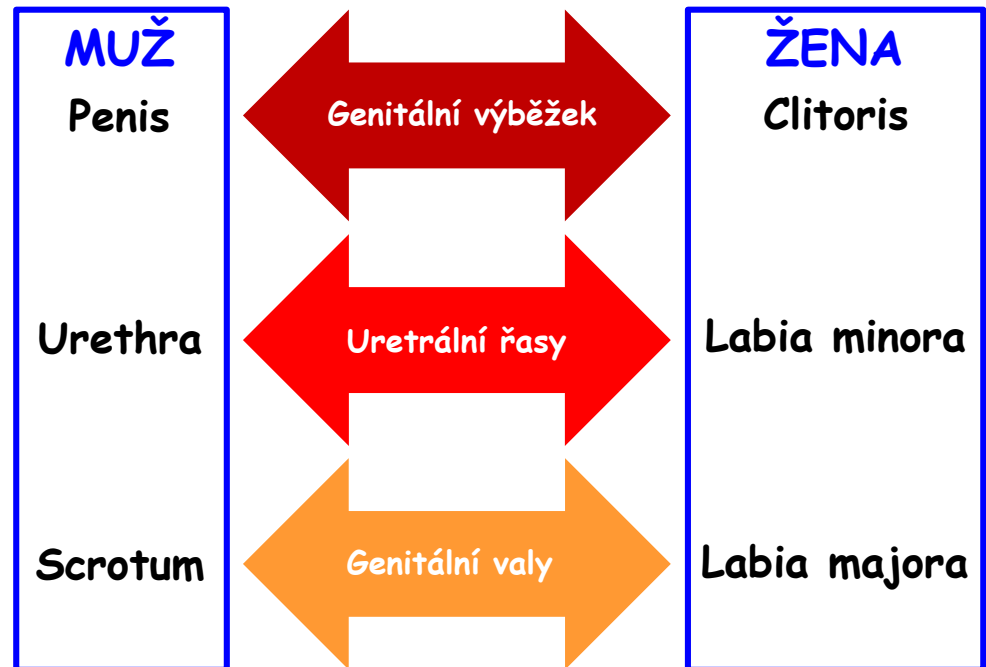 MUŽ
ŽENA
Penis
Genitální výběžek
Clitoris
Urethra
Uretrální řasy
Labia minora
Scrotum
Genitální valy
Labia majora